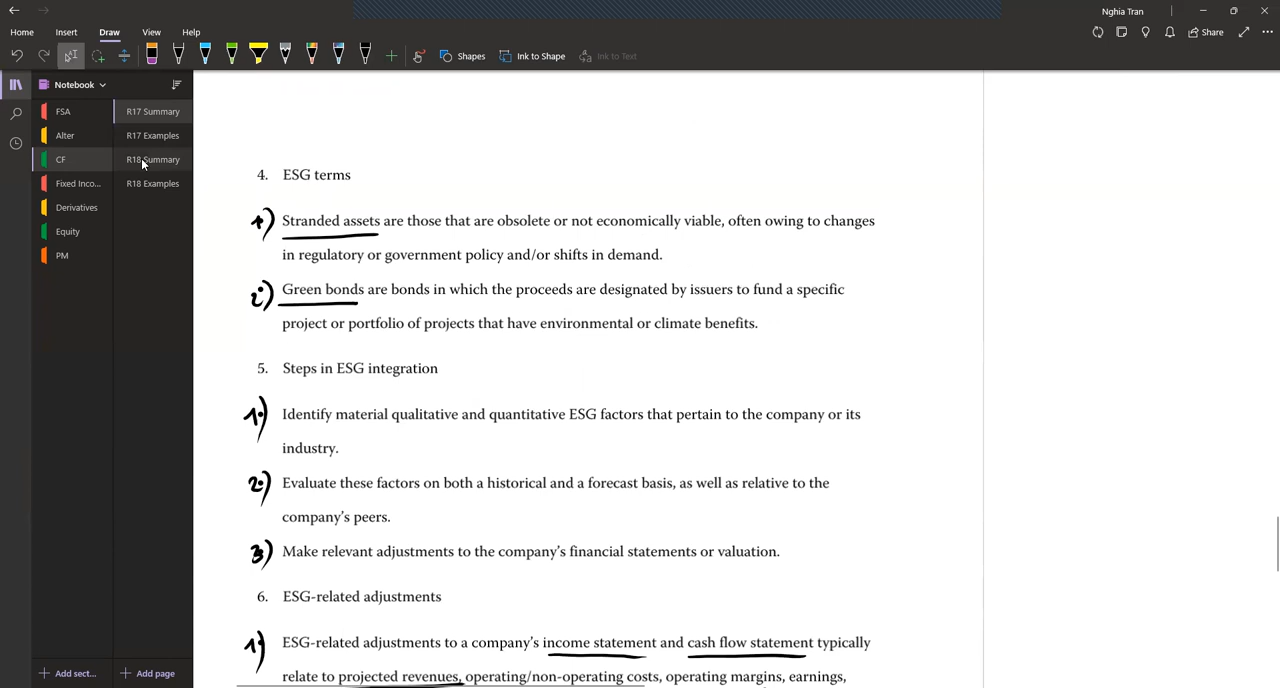 Nghia Tran
Home Insert Draw View Help
Share
Shapes Ink to Shape Ink to Text
Notebook
FSA
Alter
CF
Fixed Inco...
Derivatives
Equity
PM
R17 Summary
R17 Examples
R18 Summary
R18 Examples
Add sect...
Add page
4. ESG terms
1) Stranded assets are those that are obsolete or not economically viable, often owing to changes
in regulatory or government policy and/or shifts in demand.
2) Green bonds are bonds in which the proceeds are designated by issuers to fund a specific
project or portfolio of projects that have environmental or climate benefits.
5. Steps in ESG integration
1) Identify material qualitative and quantitative ESG factors that pertain to the company or its
industry.
2) Evaluate these factors on both a historical and a forecast basis, as well as relative to the
company’s peers.
3) Make relevant adjustments to the company’s financial statements or valuation.
6. ESG-related adjustments
1) ESG-related adjustments to a company’s income statement and cash flow statement typically
relate to projected revenues, operating/non-operating costs, operating margins, earnings,